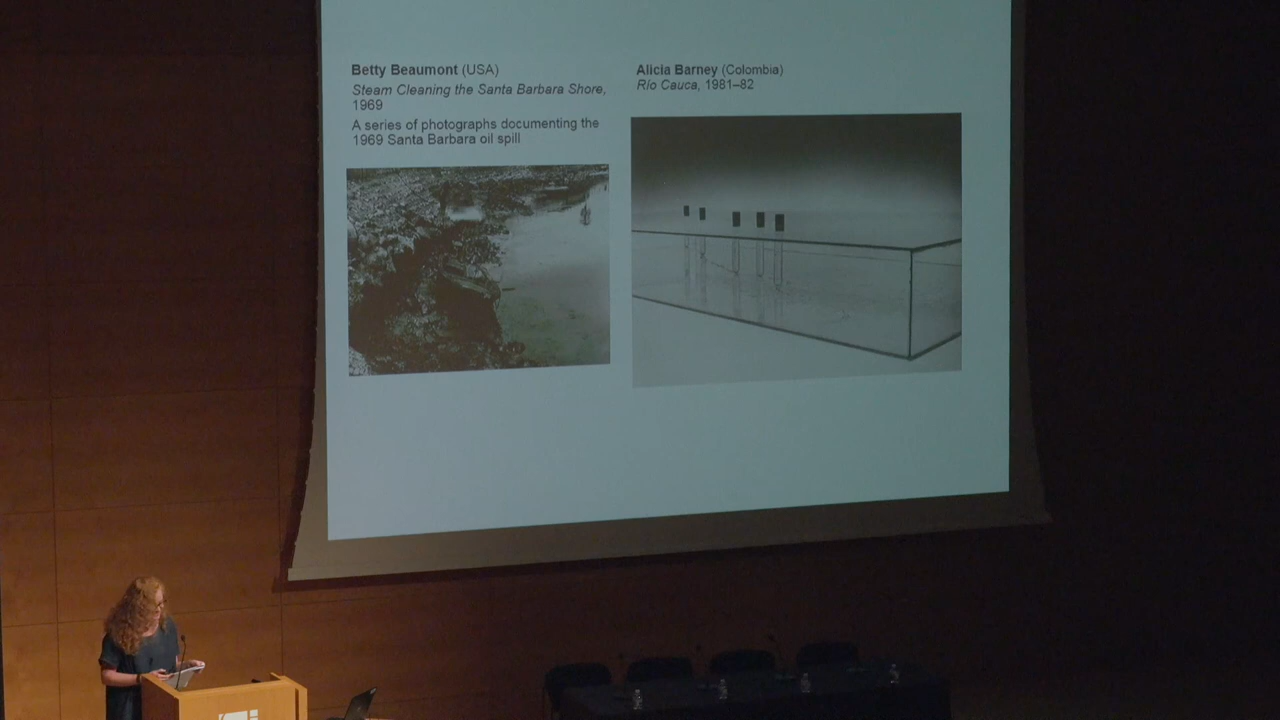 Betty Beaumont (USA)
Steam Cleaning the Santa Barbara Shore,
1969
A series of photographs documenting the
1969 Santa Barbara oil spill
Alicia Barney (Colombia)
Río Cauca, 1981–82